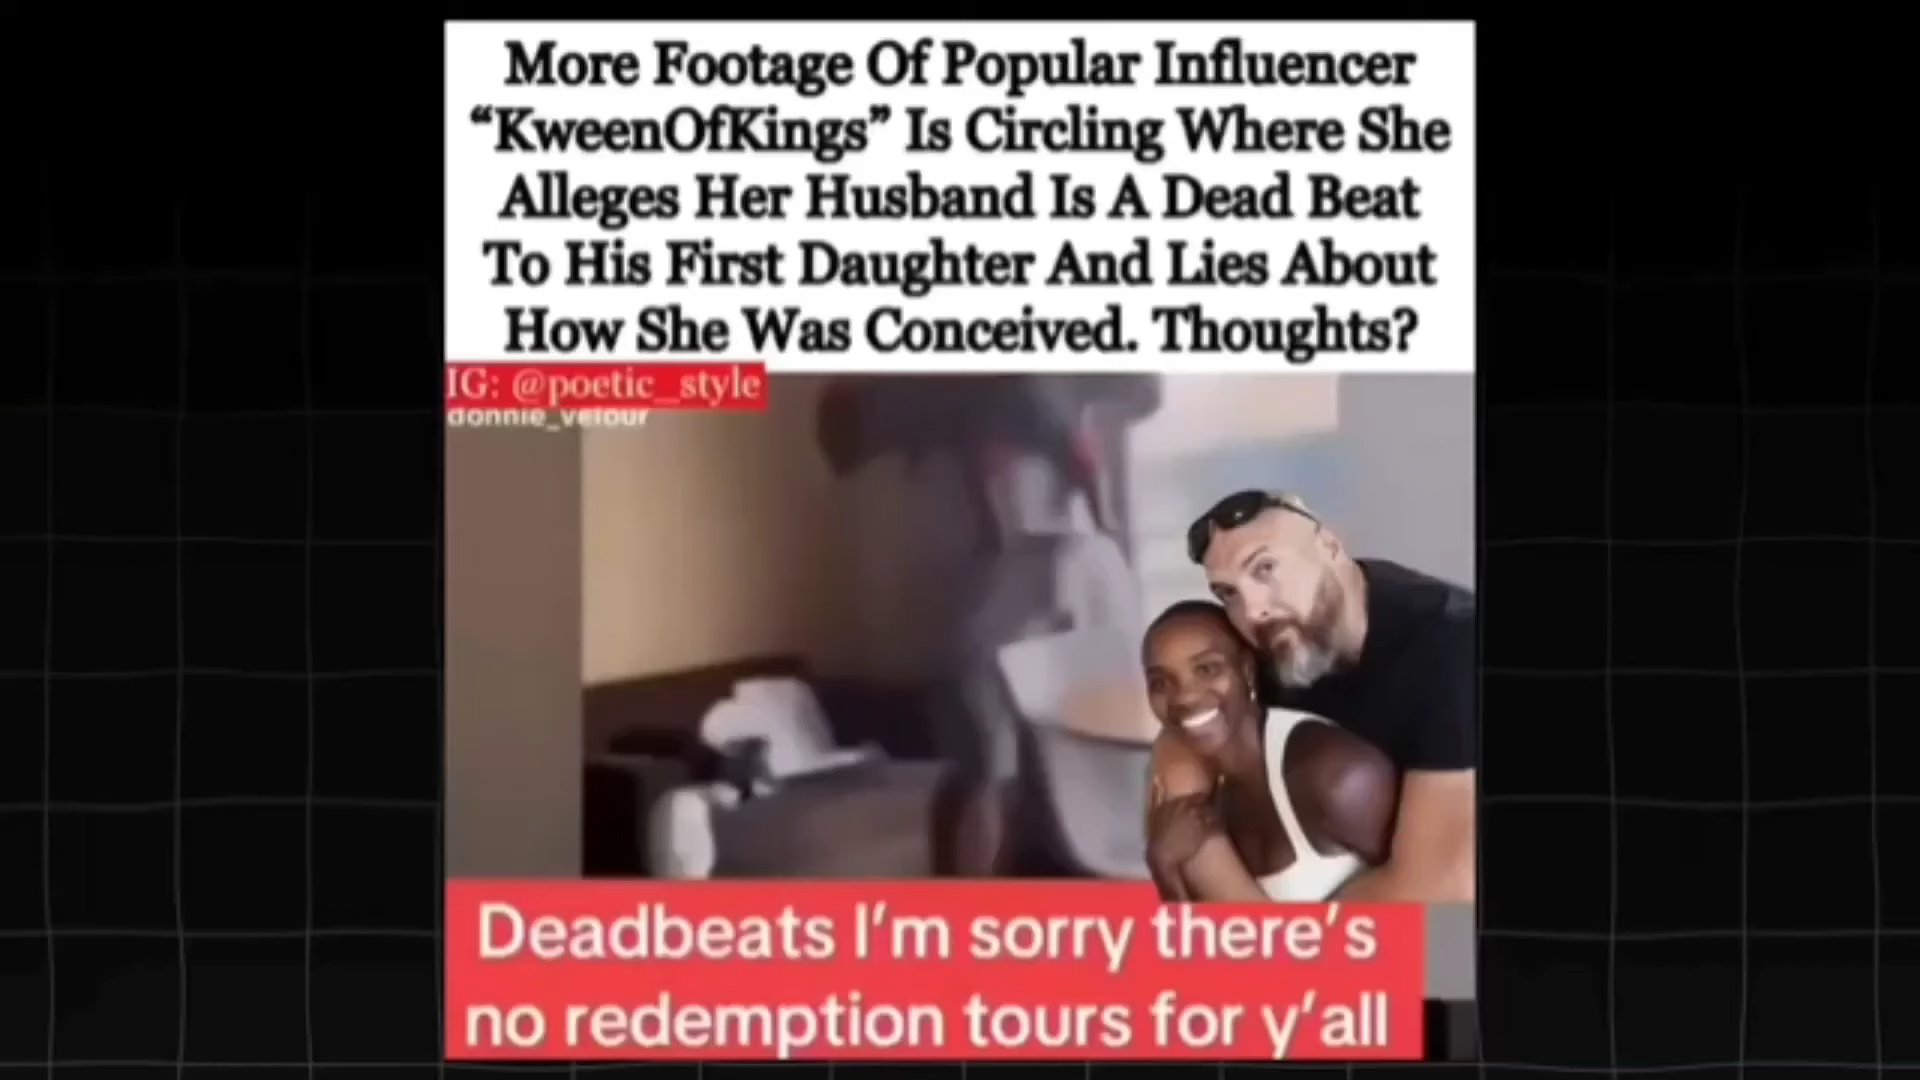 More Footage Of Popular Influencer
“KweenOfKings” Is Circling Where She
Alleges Her Husband Is A Dead Beat
To His First Daughter And Lies About
How She Was Conceived. Thoughts?
IG: @poetic_style
donnie_velour
Deadbeats I’m sorry there’s
no redemption tours for y’all